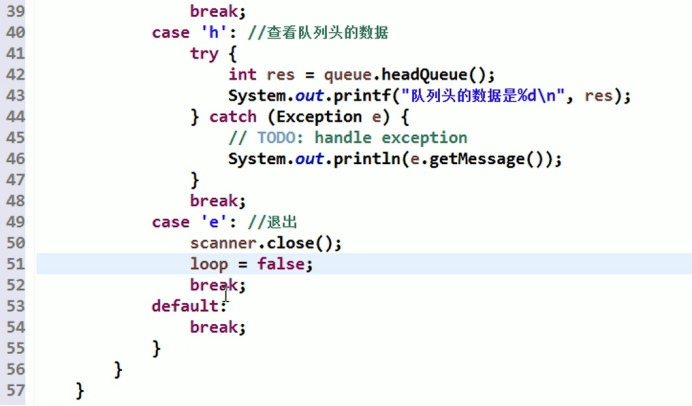 39 break;
40 case 'h': //查看队列头的数据
41 try {
42 int res = queue.headQueue();
43 System.out.printf("队列头的数据是%d\n", res);
44 } catch (Exception e) {
45 // TODO: handle exception
46 System.out.println(e.getMessage());
47 }
48 break;
49 case 'e': //退出
50 scanner.close();
51 loop = false;
52 break;
53 default:
54 break;
55 }
56 }
57 }